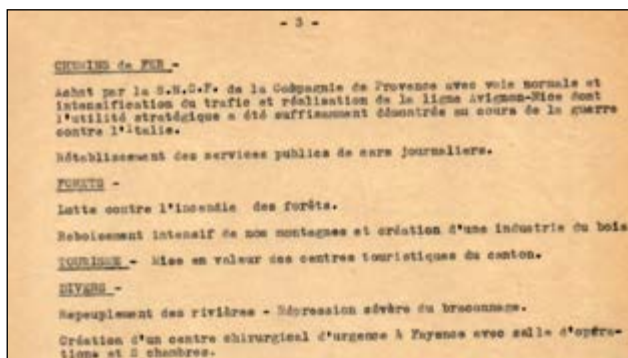 - 3 -
CHEMINS de FER -
Achat par la S.N.C.F. de la Compagnie de Provence avec voie normale et
intensification du trafic et réalisation de la ligne Avignon-Nice dont
l'utilité stratégique a été suffisamment démontrée au cours de la guerre
contre l'Italie.
Rétablissement des services publics de cars journaliers.
FORETS -
Lutte contre l'incendie des forêts.
Reboisement intensif de nos montagnes et création d'une industrie du bois
TOURISME - Mise en valeur des centres touristiques du canton.
DIVERS -
Repeuplement des rivières - Répression sévère du braconnage.
Création d'un centre chirurgical d'urgence à Fayence avec salle d'opéra-
tions et 2 chambres.